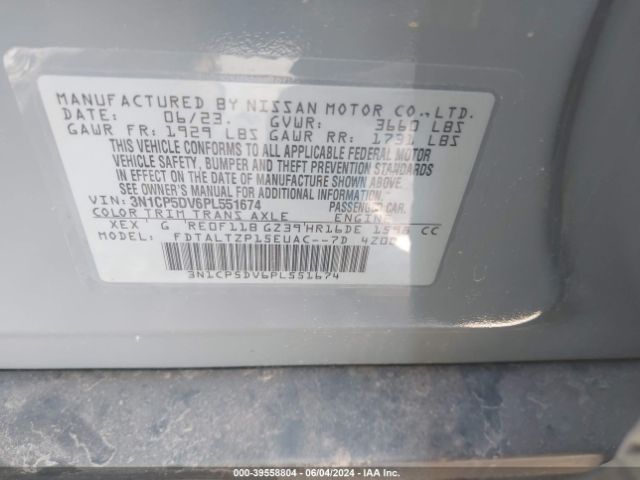 MANUFACTURED BY NISSAN MOTOR CO.,LTD.
DATE: 06/23. GVWR: 3660 LBS
GAWR FR: 1929 LBS GAWR RR: 1731 LBS
THIS VEHICLE CONFORMS TO ALL APPLICABLE FEDERAL MOTOR
VEHICLE SAFETY, BUMPER AND THEFT PREVENTION STANDARDS
IN EFFECT ON THE DATE OF MANUFACTURE SHOWN ABOVE.
SEE OWNER'S MANUAL FOR ADDITIONAL INFORMATION.
VIN: 3N1CP5DV6PL551674 PASSENGER CAR.
COLOR TRIM TRANS AXLE ENGINE
XEX G RE0F11B GZ39 HR16DE 1598 CC
MODEL: FDTALTZP15EUAC--7D
3N1CP5DV6PL551674
000-39558804 | 06/04/2024 - IAA Inc.